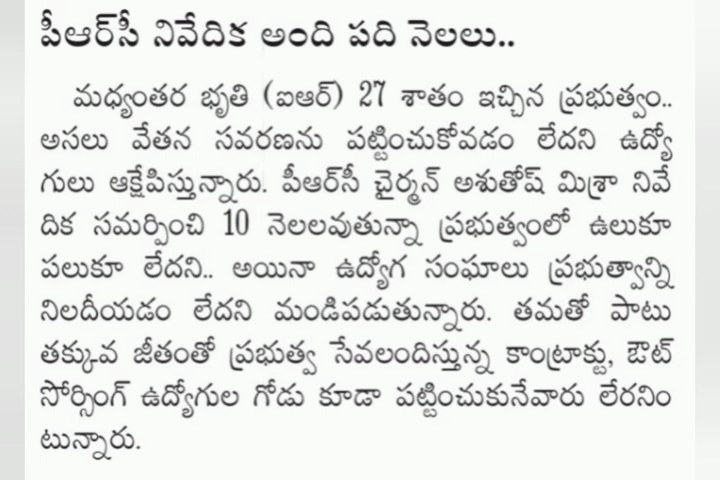 పీఆర్‌సీ నివేదిక అంది పది నెలలు..
మధ్యంతర భృతి (ఐఆర్) 27 శాతం ఇచ్చిన ప్రభుత్వం..
అసలు వేతన సవరణను పట్టించుకోవడం లేదని ఉద్యో
గులు ఆక్షేపిస్తున్నారు. పీఆర్‌సీ చైర్మన్ అశుతోష్ మిశ్రా నివే
దిక సమర్పించి 10 నెలలవుతున్నా ప్రభుత్వంలో ఉలుకూ
పలుకూ లేదని.. అయినా ఉద్యోగ సంఘాలు ప్రభుత్వాన్ని
నిలదీయడం లేదని మండిపడుతున్నారు. తమతో పాటు
తక్కువ జీతంతో ప్రభుత్వ సేవలందిస్తున్న కాంట్రాక్టు, ఔట్
సోర్సింగ్ ఉద్యోగుల గోడు కూడా పట్టించుకునేవారు లేరనిం
టున్నారు.